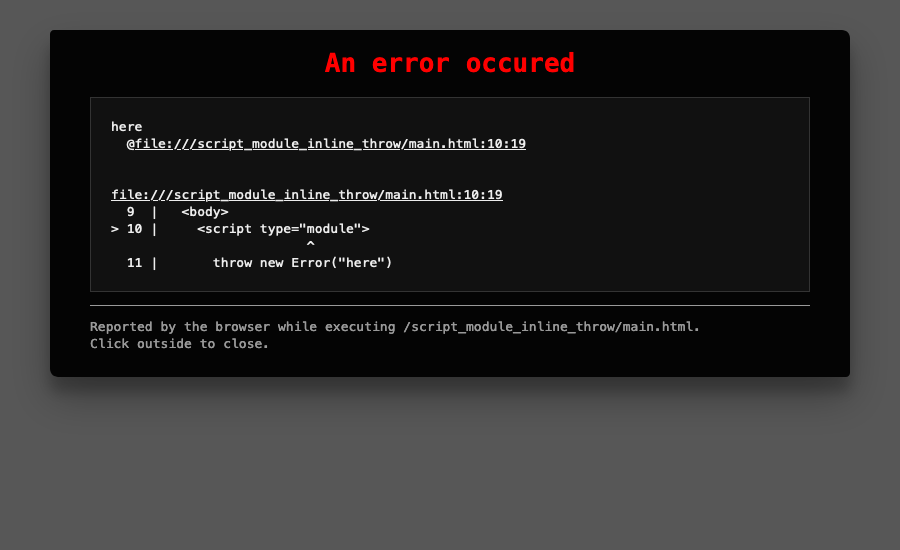 An error occured
here
  @file:///script_module_inline_throw/main.html:10:19
file:///script_module_inline_throw/main.html:10:19
  9  |   <body>
> 10 |     <script type="module">
                         ^
  11 |       throw new Error("here")
Reported by the browser while executing /script_module_inline_throw/main.html.
Click outside to close.